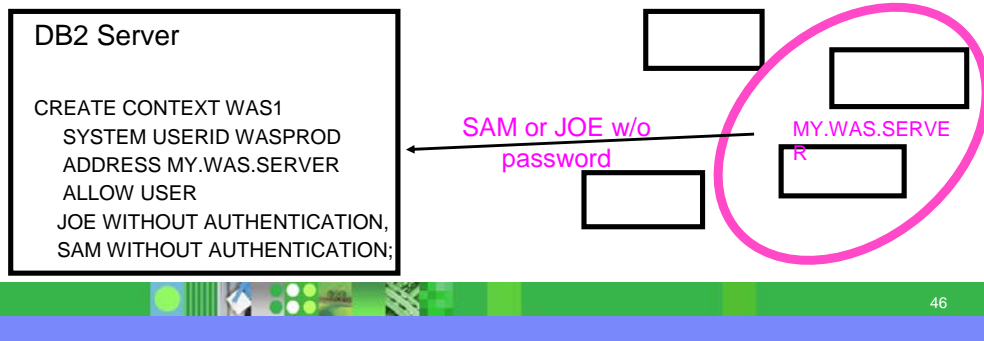 DB2 Server
CREATE CONTEXT WAS1
SYSTEM USERID WASPROD
ADDRESS MY.WAS.SERVER
ALLOW USER
JOE WITHOUT AUTHENTICATION,
SAM WITHOUT AUTHENTICATION;
SAM or JOE w/o
password
MY.WAS.SERVE
R
46